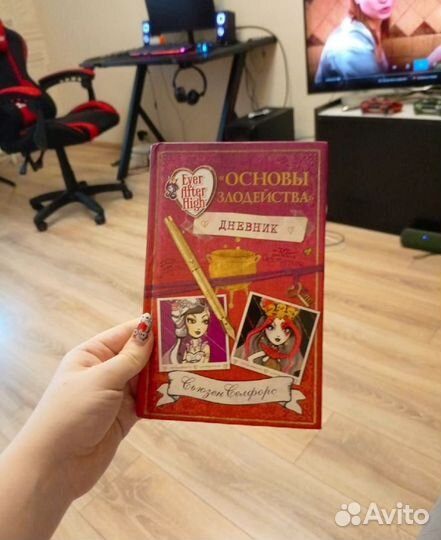 Ever
After
High
«ОСНОВЫ
ЗЛОДЕЙСТВА»
ДНЕВНИК
Сьюзен Селфорс
Avito